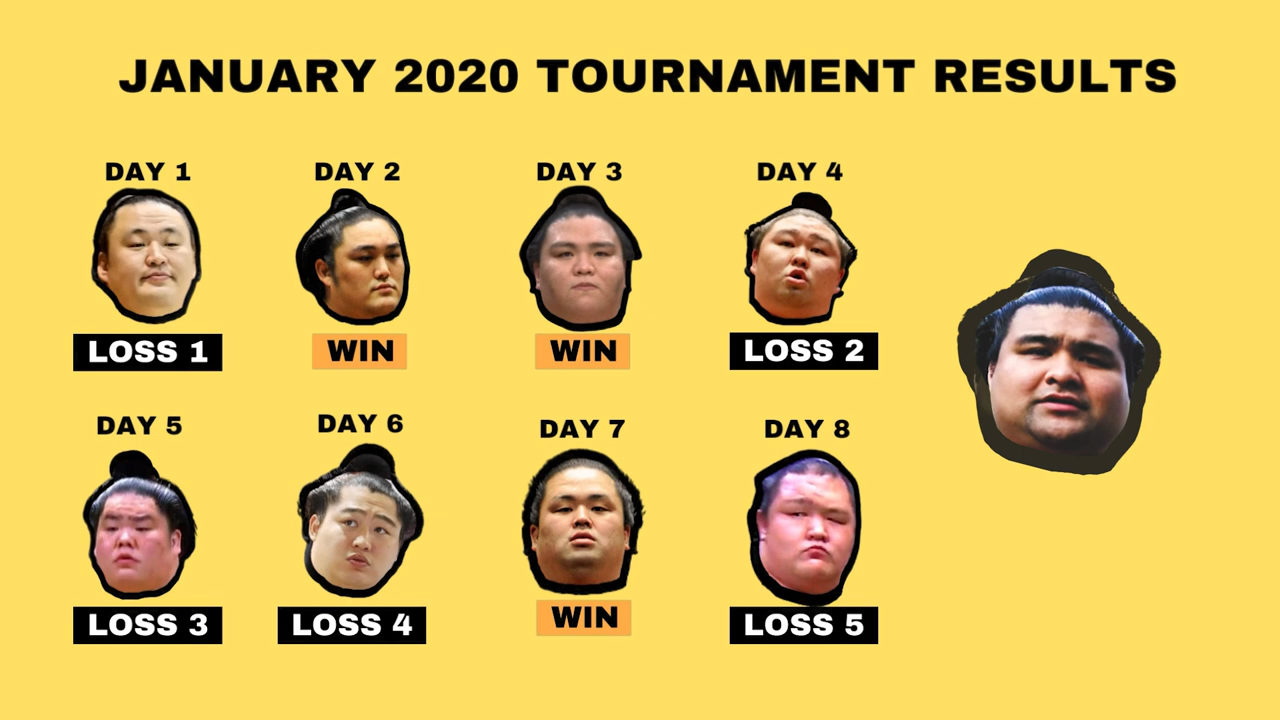 JANUARY 2020 TOURNAMENT RESULTS
DAY 1
DAY 2
DAY 3
DAY 4
LOSS 1
WIN
WIN
LOSS 2
DAY 5
DAY 6
DAY 7
DAY 8
LOSS 3
LOSS 4
WIN
LOSS 5